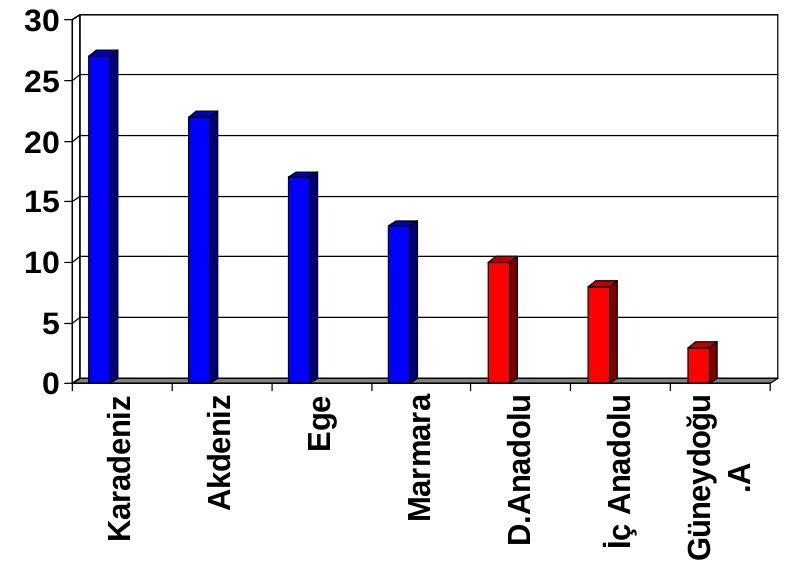 30
25
20
15
10
5
0
Karadeniz
Akdeniz
Ege
Marmara
D.Anadolu
İç Anadolu
Güneydoğu
.A